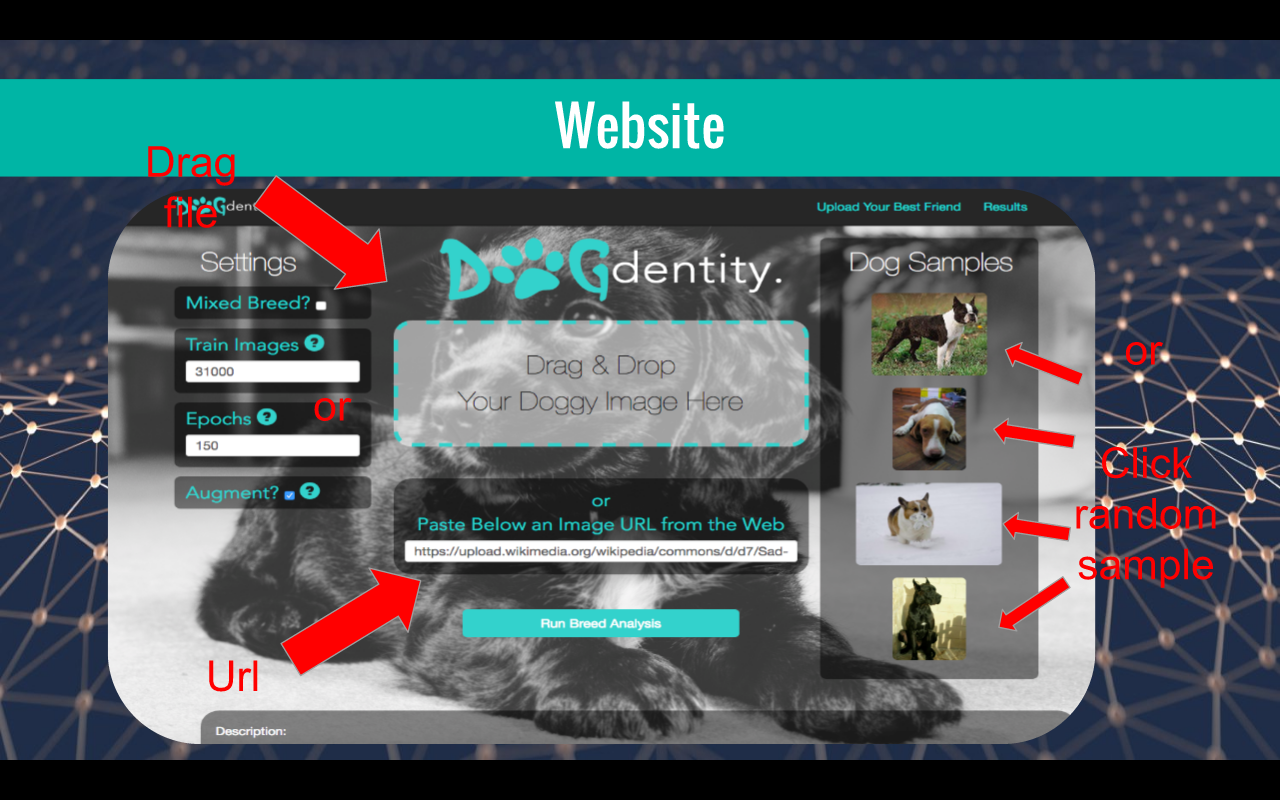 Website
Drag
file
DOGdent
Upload Your Best Friend
Results
Settings
Mixed Breed?
Train Images ?
31000
or
Epochs ?
150
Augment? ?
DOGdentity.
Drag & Drop
Your Doggy Image Here
or
Paste Below an Image URL from the Web
https://upload.wikimedia.org/wikipedia/commons/d/d7/Sad-
Run Breed Analysis
Url
Dog Samples
or
Click
random
sample
Description: